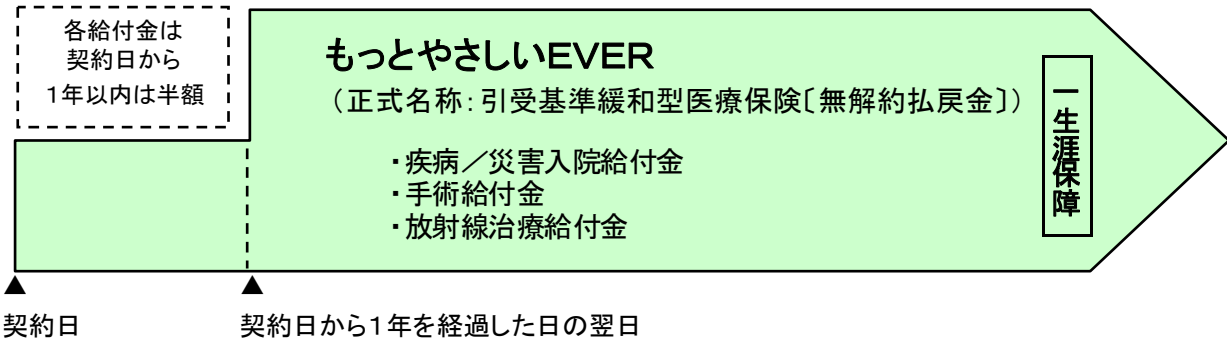 各給付金は
契約日から
1年以内は半額
もっとやさしいEVER
（正式名称：引受基準緩和型医療保険〔無解約払戻金〕）
・疾病／災害入院給付金
・手術給付金
・放射線治療給付金
一生涯保障
契約日
契約日から１年を経過した日の翌日